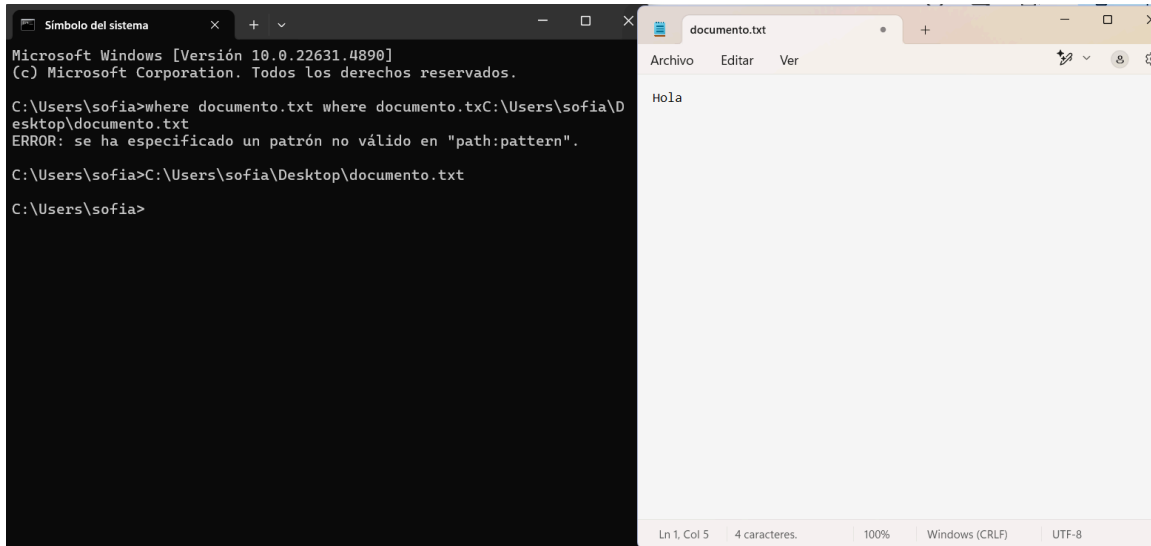 Símbolo del sistema
Microsoft Windows [Versión 10.0.22631.4890]
(c) Microsoft Corporation. Todos los derechos reservados.
C:\Users\sofia>where documento.txt where documento.txC:\Users\sofia\D
esktop\documento.txt
ERROR: se ha especificado un patrón no válido en "path:pattern".
C:\Users\sofia>C:\Users\sofia\Desktop\documento.txt
C:\Users\sofia>
documento.txt
Archivo Editar Ver
Hola
Ln 1, Col 5 4 caracteres. 100% Windows (CRLF) UTF-8